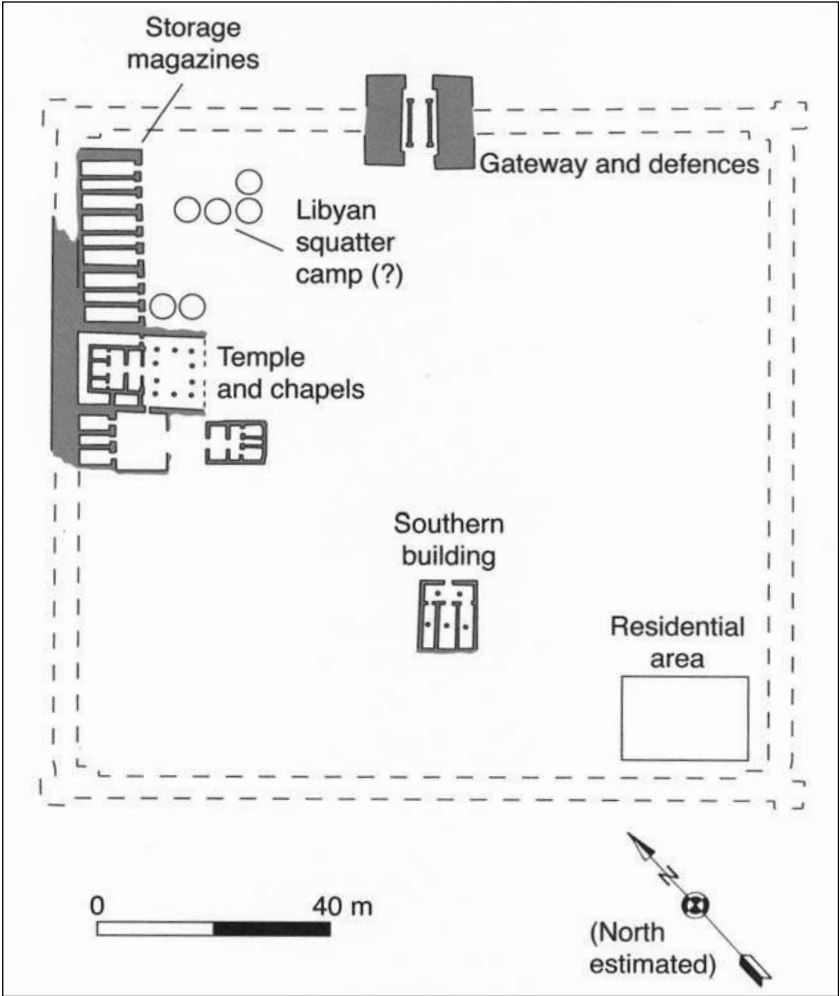 Storage
magazines
Gateway and defences
Libyan
squatter
camp (?)
Temple
and chapels
Southern
building
Residential
area
0 40 m
N
(North
estimated)